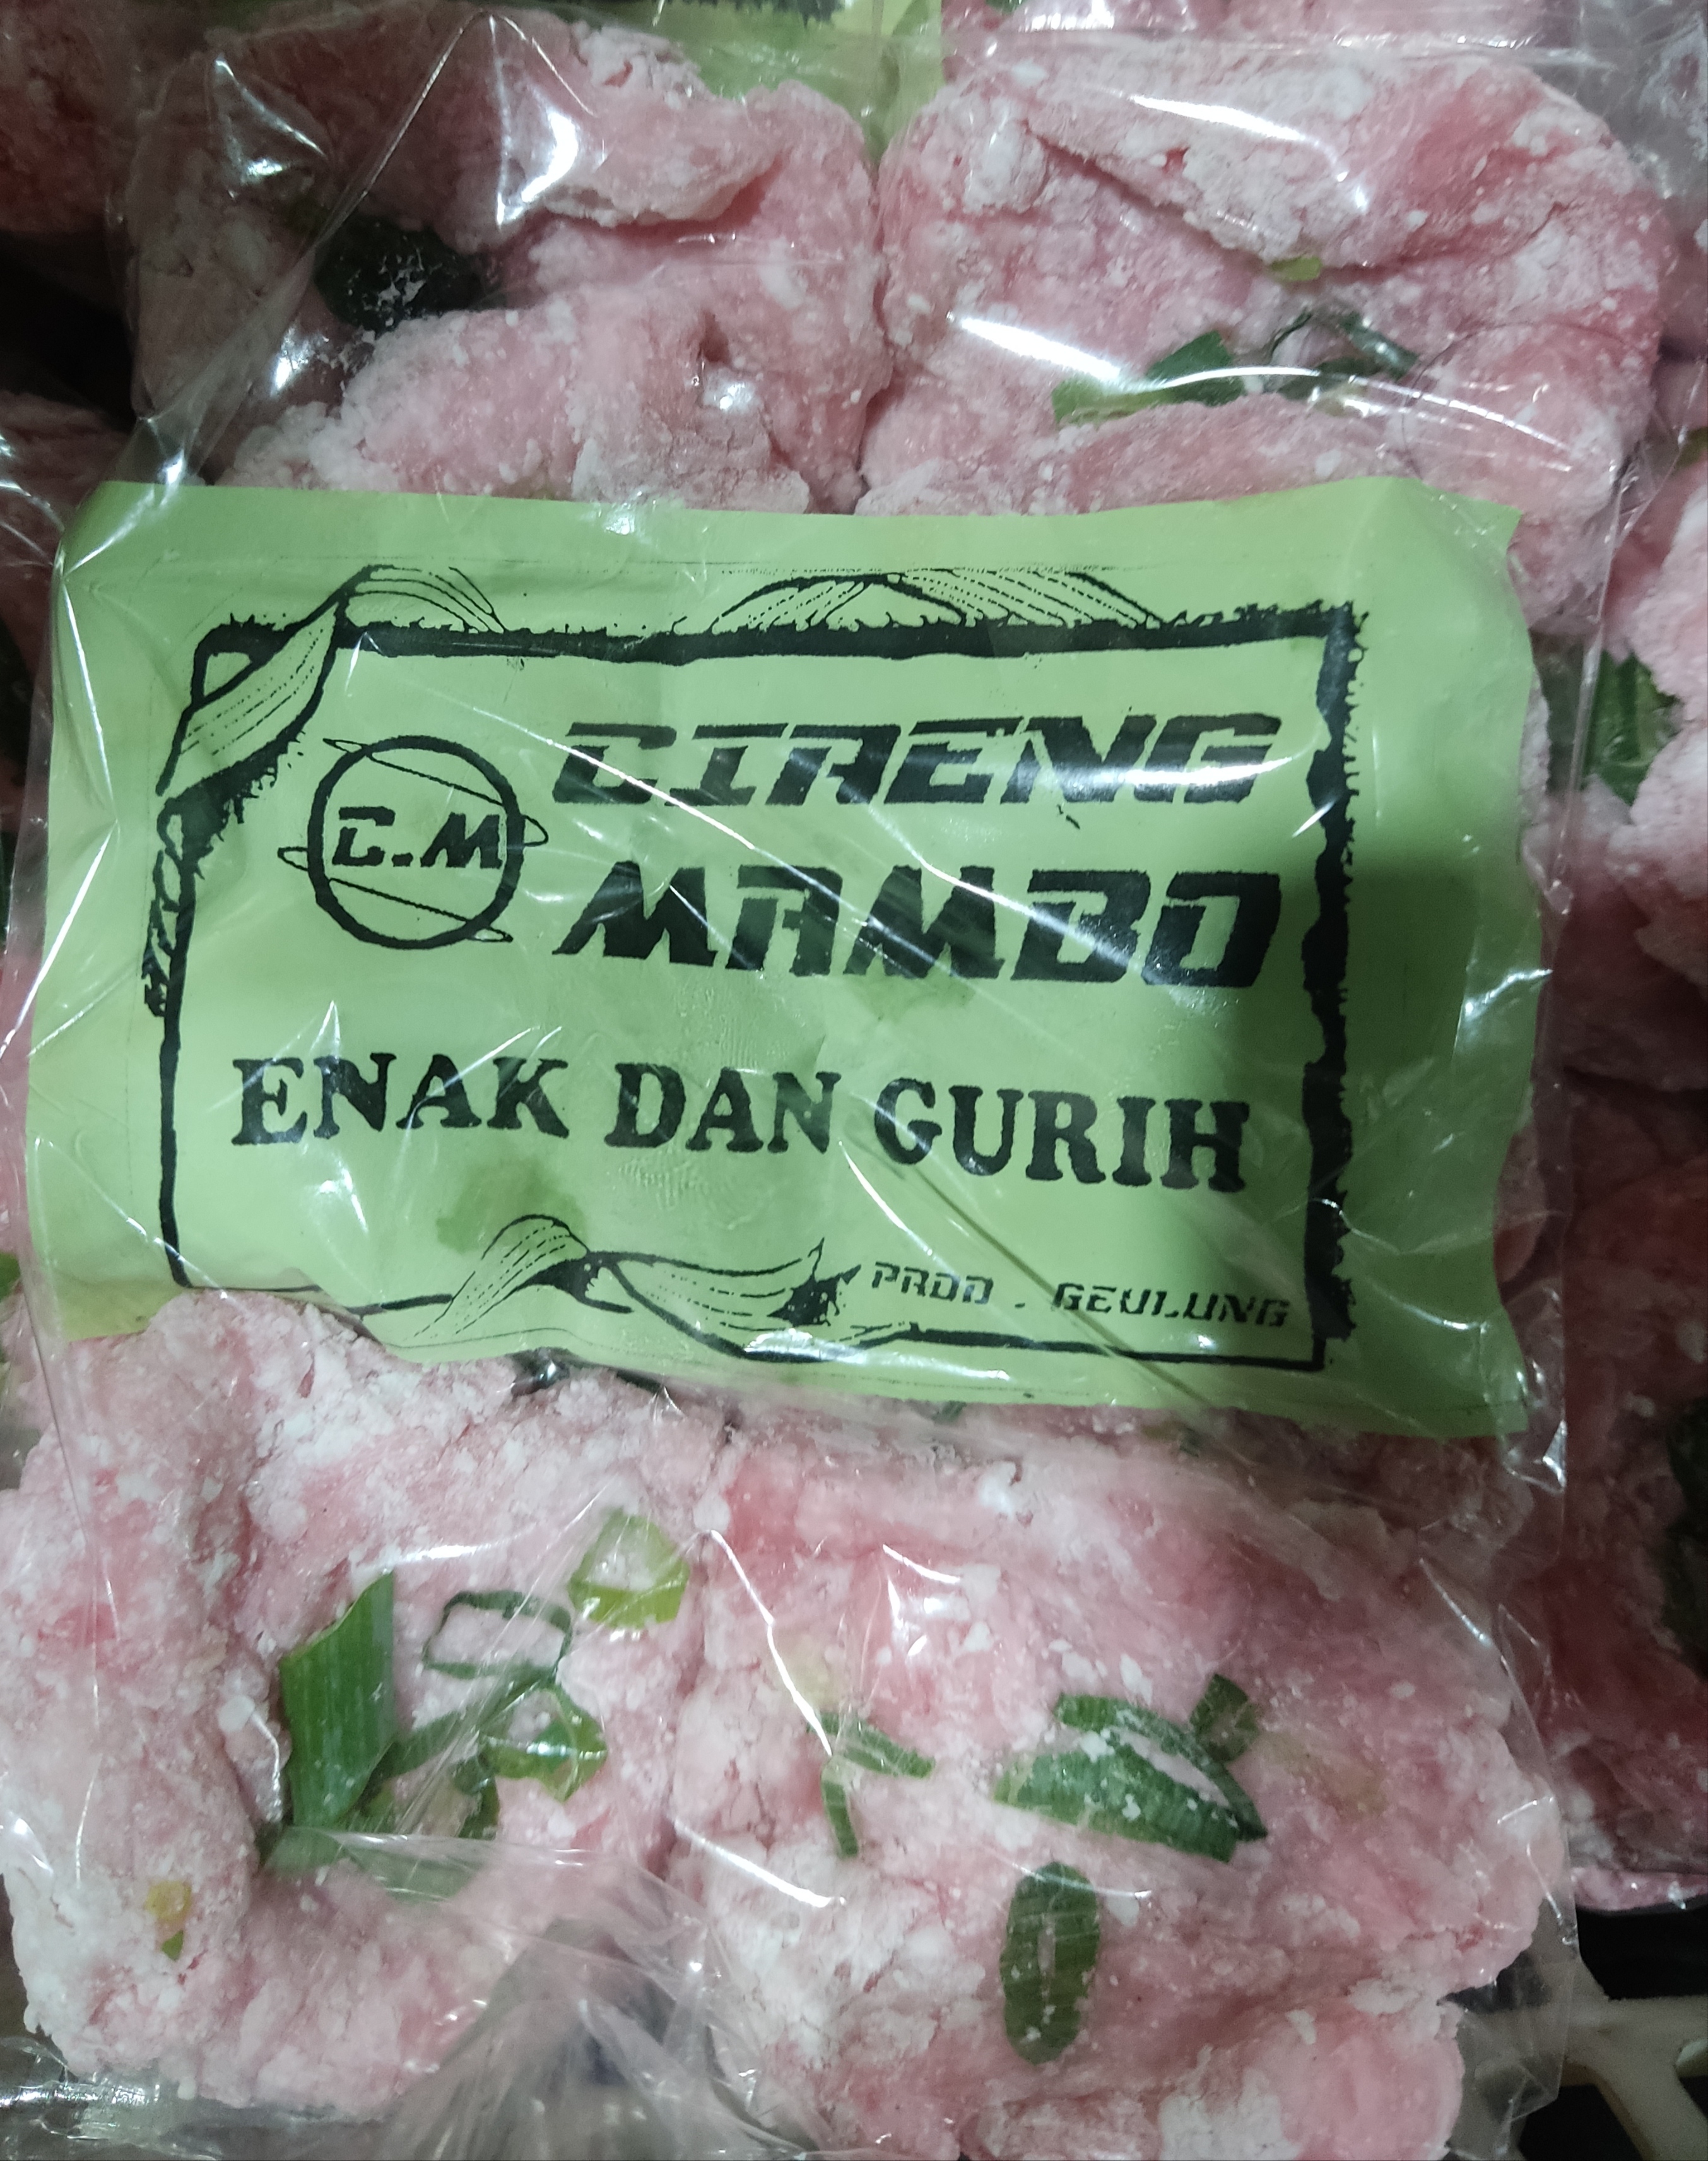 C.M
CIRENG
MAMBO
ENAK DAN GURIH
PROD . GEULUNG